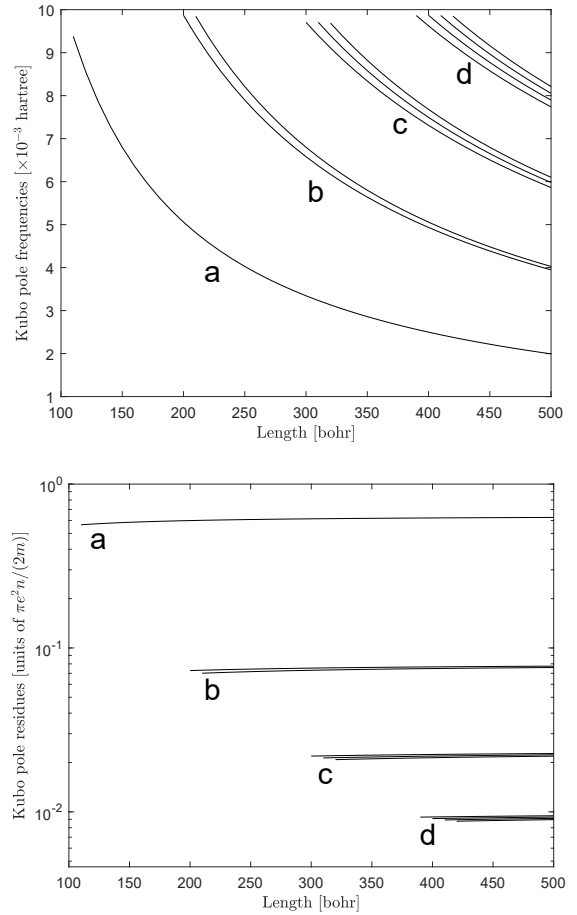 Kubo pole frequencies [×10⁻³ hartree]
10
9
8
7
6
5
4
3
2
1
d
c
b
a
100 150 200 250 300 350 400 450 500
Length [bohr]
Kubo pole residues [units of πe²n/(2m)]
10⁰
a
10⁻¹
b
c
10⁻²
d
100 150 200 250 300 350 400 450 500
Length [bohr]